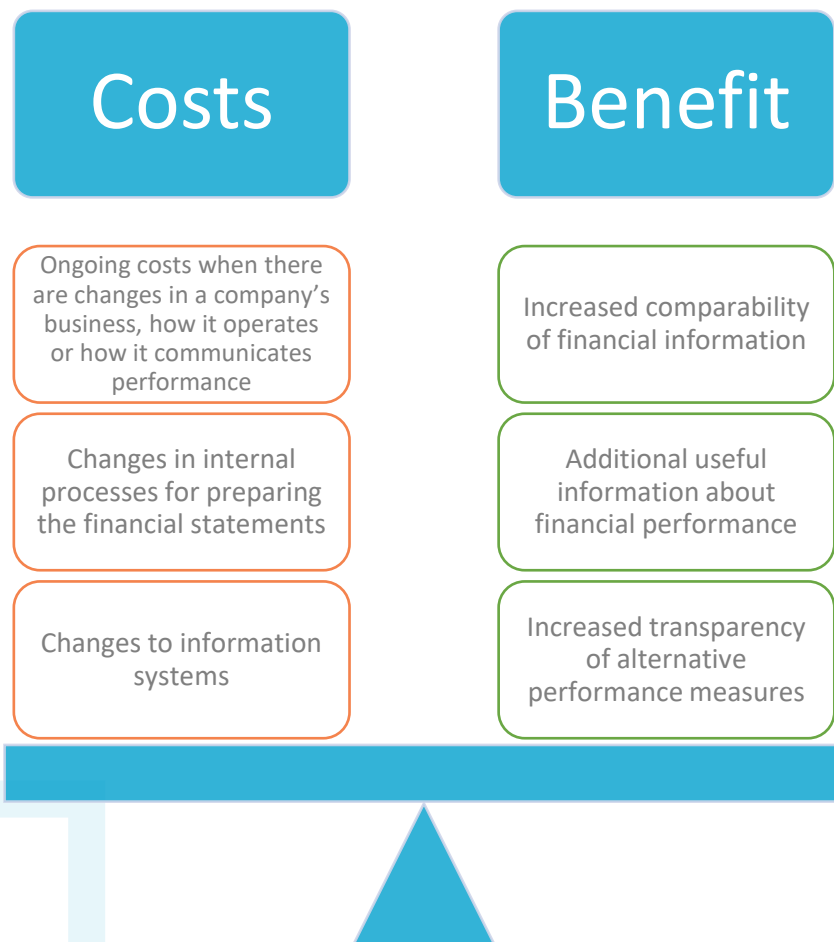 Costs
Benefit
Ongoing costs when there
are changes in a company’s
business, how it operates
or how it communicates
performance
Increased comparability
of financial information
Changes in internal
processes for preparing
the financial statements
Additional useful
information about
financial performance
Changes to information
systems
Increased transparency
of alternative
performance measures